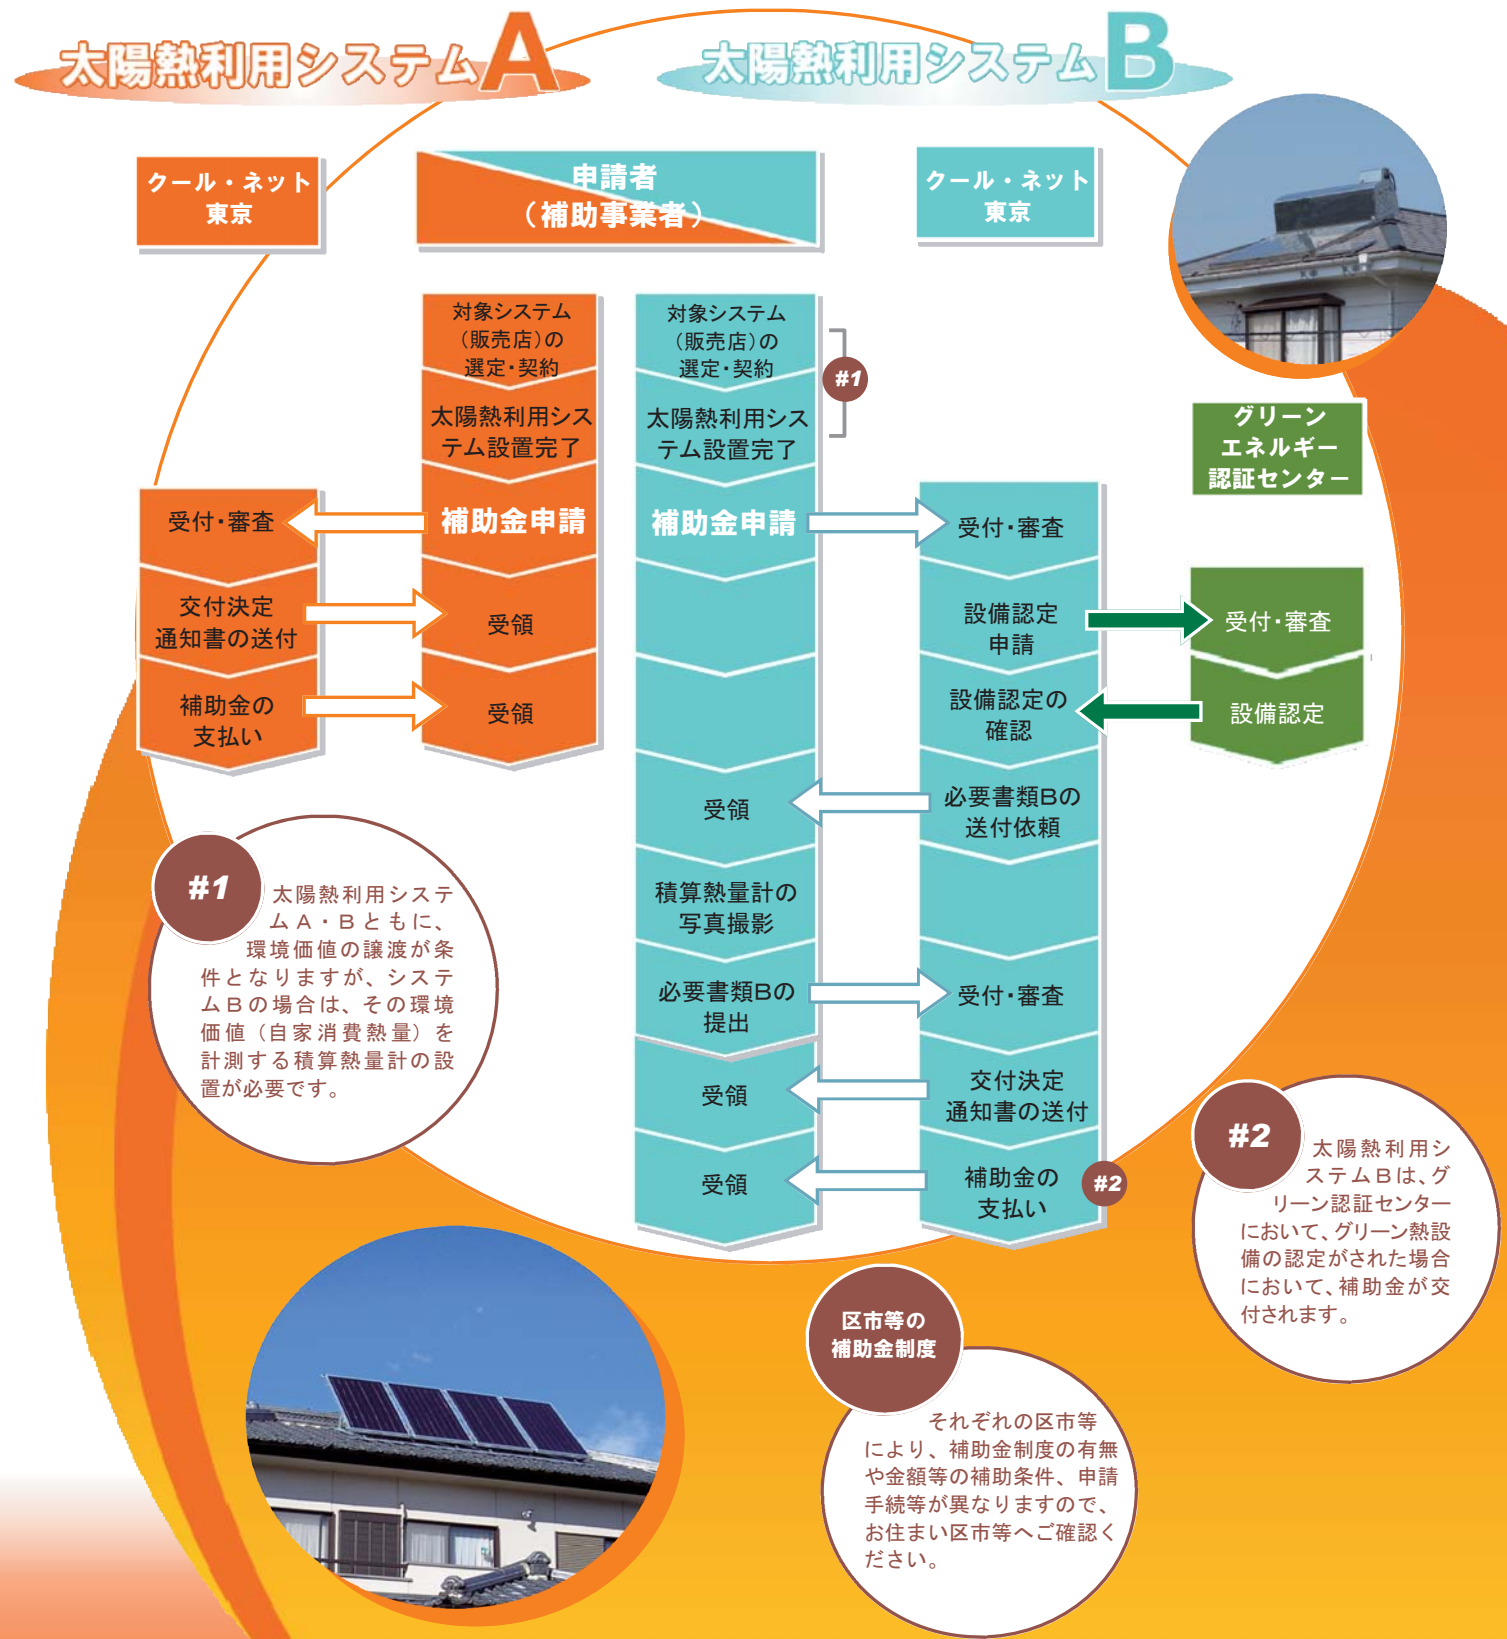 太陽熱利用システムA
太陽熱利用システムB
クール・ネット
東京
申請者
（補助事業者）
クール・ネット
東京
対象システム
（販売店）の
選定・契約
太陽熱利用シス
テム設置完了
補助金申請
受領
受領
受付・審査
交付決定
通知書の送付
補助金の
支払い
対象システム
（販売店）の
選定・契約
#1
太陽熱利用シス
テム設置完了
補助金申請
受領
積算熱量計の
写真撮影
必要書類Bの
提出
受領
受領
受付・審査
設備認定
申請
設備認定の
確認
必要書類Bの
送付依頼
受付・審査
交付決定
通知書の送付
補助金の
支払い
#2
グリーン
エネルギー
認証センター
受付・審査
設備認定
#1
太陽熱利用システ
ムA・Bともに、
環境価値の譲渡が条
件となりますが、システ
ムBの場合は、その環境
価値（自家消費熱量）を
計測する積算熱量計の設
置が必要です。
#2
太陽熱利用シ
ステムBは、グ
リーン認証センター
において、グリーン熱設
備の認定がされた場合
において、補助金が交
付されます。
区市等の
補助金制度
それぞれの区市等
により、補助金制度の有無
や金額等の補助条件、申請
手続等が異なりますので、
お住まい区市等へご確認く
ださい。